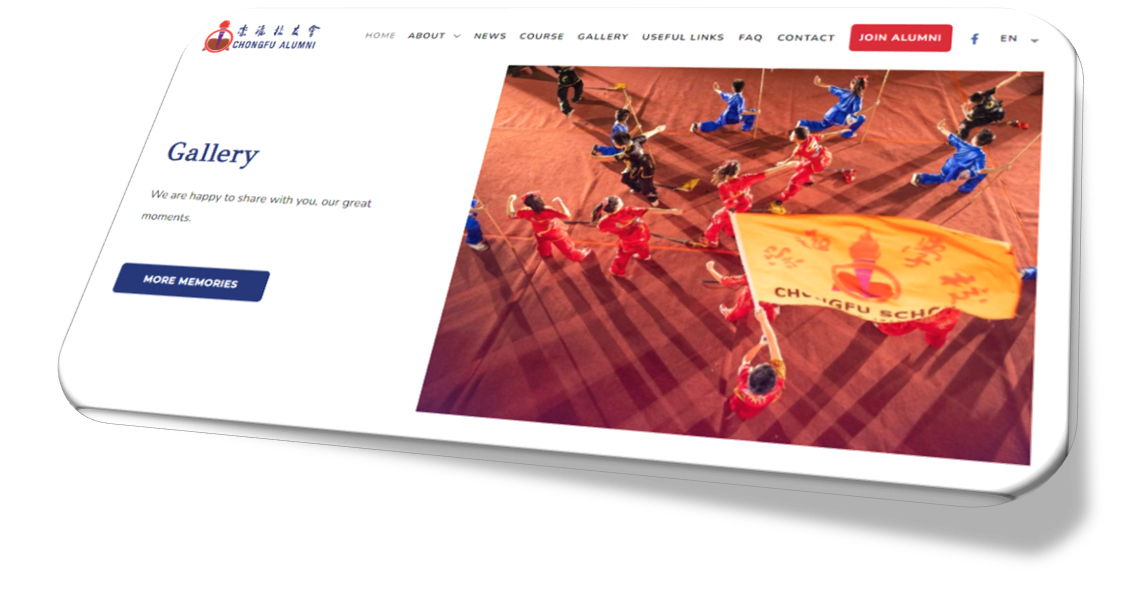 崇福校友會
CHONGFU ALUMNI
HOME ABOUT NEWS COURSE GALLERY USEFUL LINKS FAQ CONTACT JOIN ALUMNI f EN
Gallery
We are happy to share with you, our great
moments.
MORE MEMORIES
CHONGFU SCHO